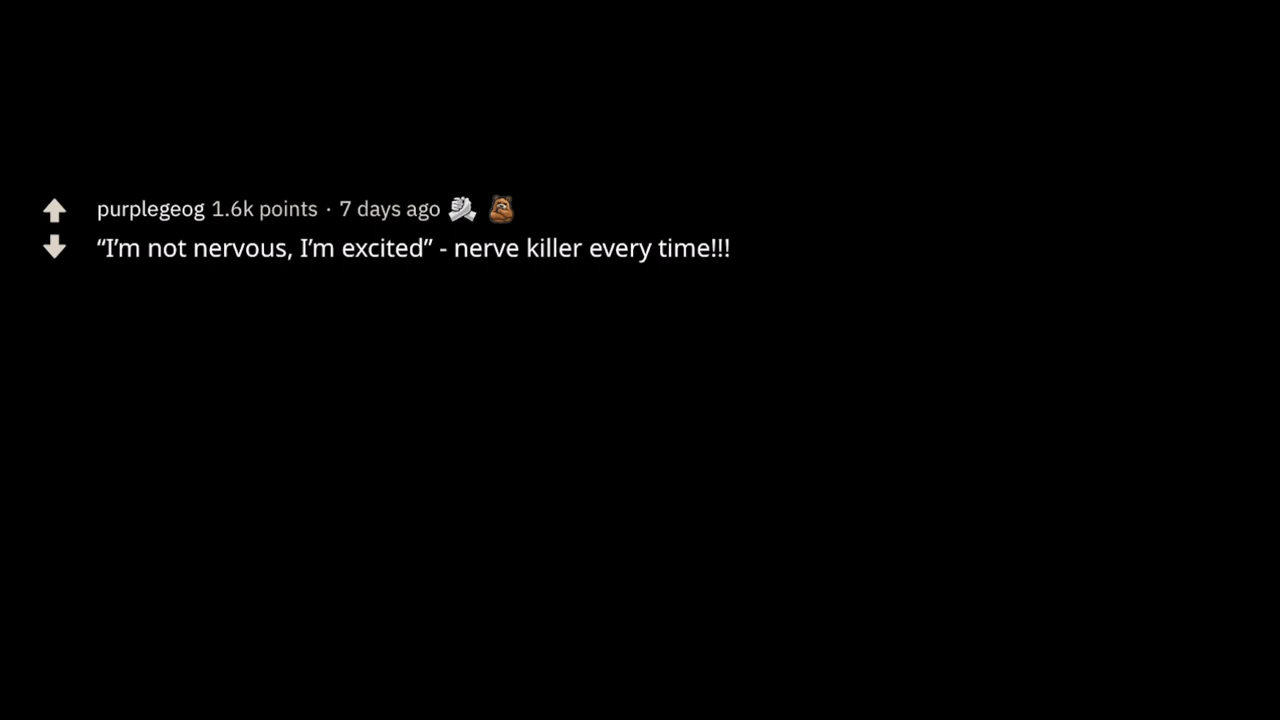 purplegeog 1.6k points · 7 days ago
“I’m not nervous, I’m excited” - nerve killer every time!!!